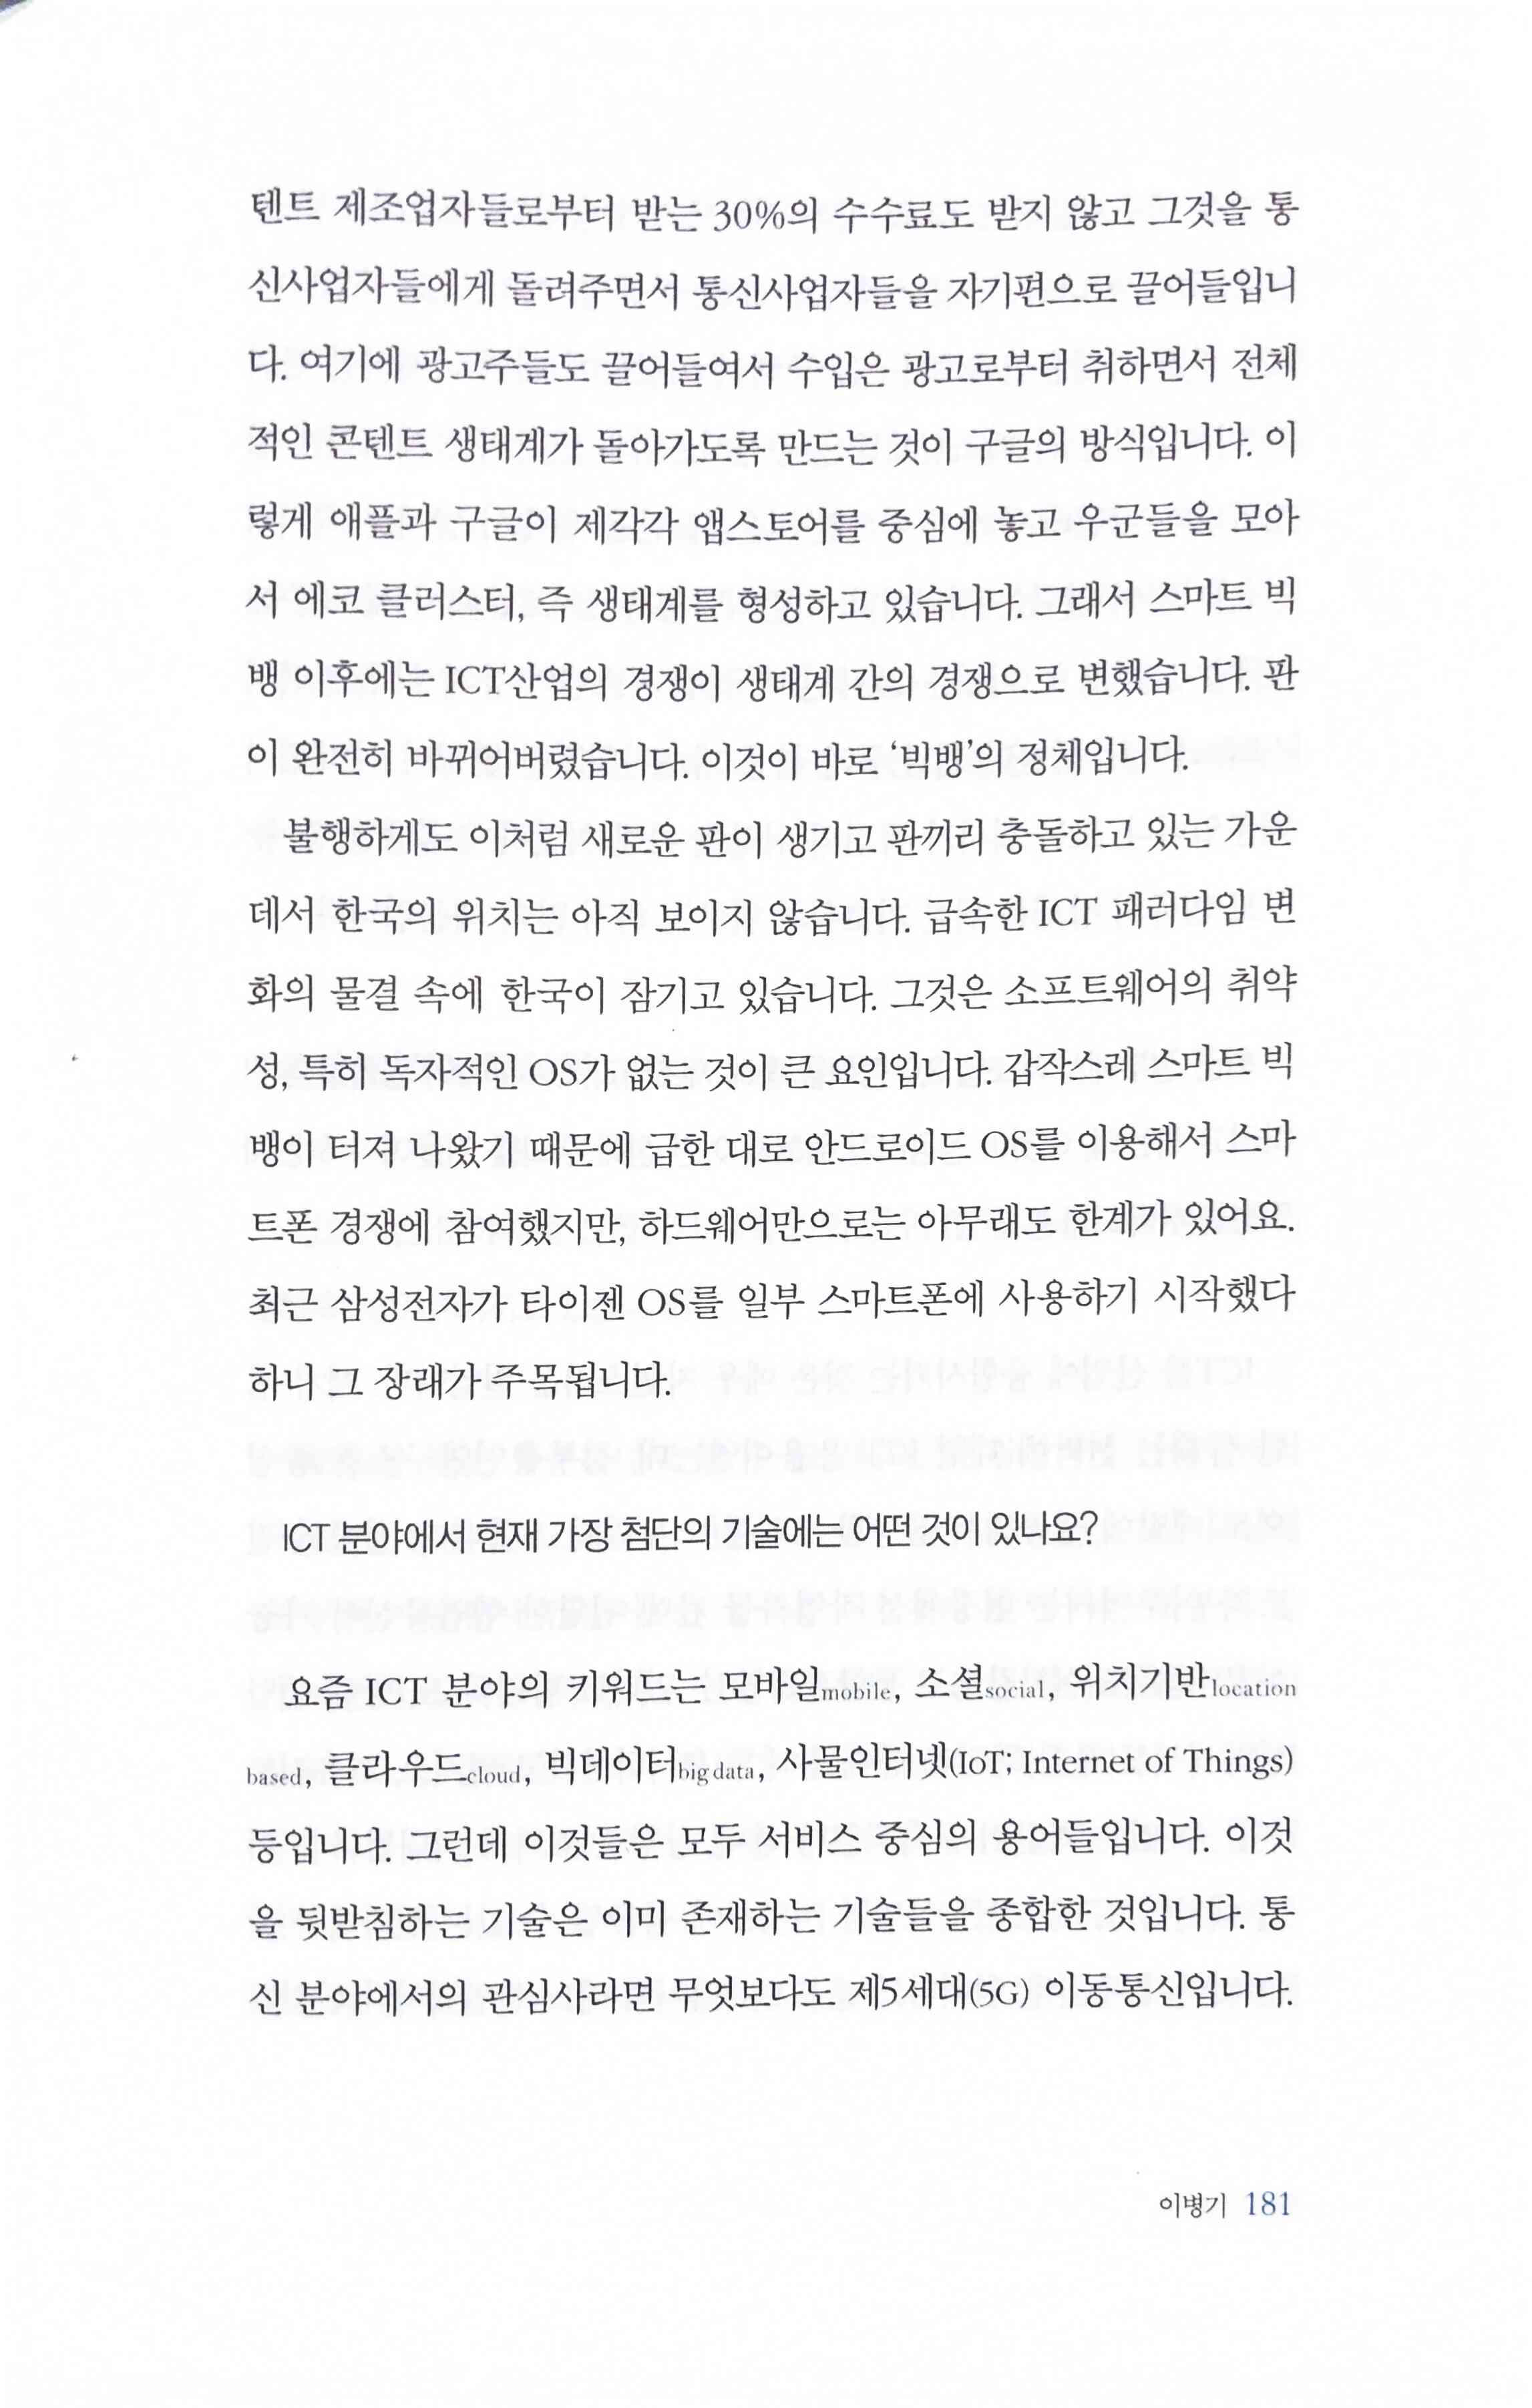 텐트 제조업자들로부터 받는 30%의 수수료도 받지 않고 그것을 통
신사업자들에게 돌려주면서 통신사업자들을 자기편으로 끌어들입니
다. 여기에 광고주들도 끌어들여서 수입은 광고로부터 취하면서 전체
적인 콘텐트 생태계가 돌아가도록 만드는 것이 구글의 방식입니다. 이
렇게 애플과 구글이 제각각 앱스토어를 중심에 놓고 우군들을 모아
서 에코 클러스터, 즉 생태계를 형성하고 있습니다. 그래서 스마트 빅
뱅 이후에는 ICT산업의 경쟁이 생태계 간의 경쟁으로 변했습니다. 판
이 완전히 바뀌어버렸습니다. 이것이 바로 ‘빅뱅’의 정체입니다.
불행하게도 이처럼 새로운 판이 생기고 판끼리 충돌하고 있는 가운
데서 한국의 위치는 아직 보이지 않습니다. 급속한 ICT 패러다임 변
화의 물결 속에 한국이 잠기고 있습니다. 그것은 소프트웨어의 취약
성, 특히 독자적인 OS가 없는 것이 큰 요인입니다. 갑작스레 스마트 빅
뱅이 터져 나왔기 때문에 급한 대로 안드로이드 OS를 이용해서 스마
트폰 경쟁에 참여했지만, 하드웨어만으로는 아무래도 한계가 있어요.
최근 삼성전자가 타이젠 OS를 일부 스마트폰에 사용하기 시작했다
하니 그 장래가 주목됩니다.
ICT 분야에서 현재 가장 첨단의 기술에는 어떤 것이 있나요?
요즘 ICT 분야의 키워드는 모바일mobile, 소셜social, 위치기반location
based, 클라우드cloud, 빅데이터big data, 사물인터넷(IoT; Internet of Things)
등입니다. 그런데 이것들은 모두 서비스 중심의 용어들입니다. 이것
을 뒷받침하는 기술은 이미 존재하는 기술들을 종합한 것입니다. 통
신 분야에서의 관심사라면 무엇보다도 제5세대(5G) 이동통신입니다.
이병기 181